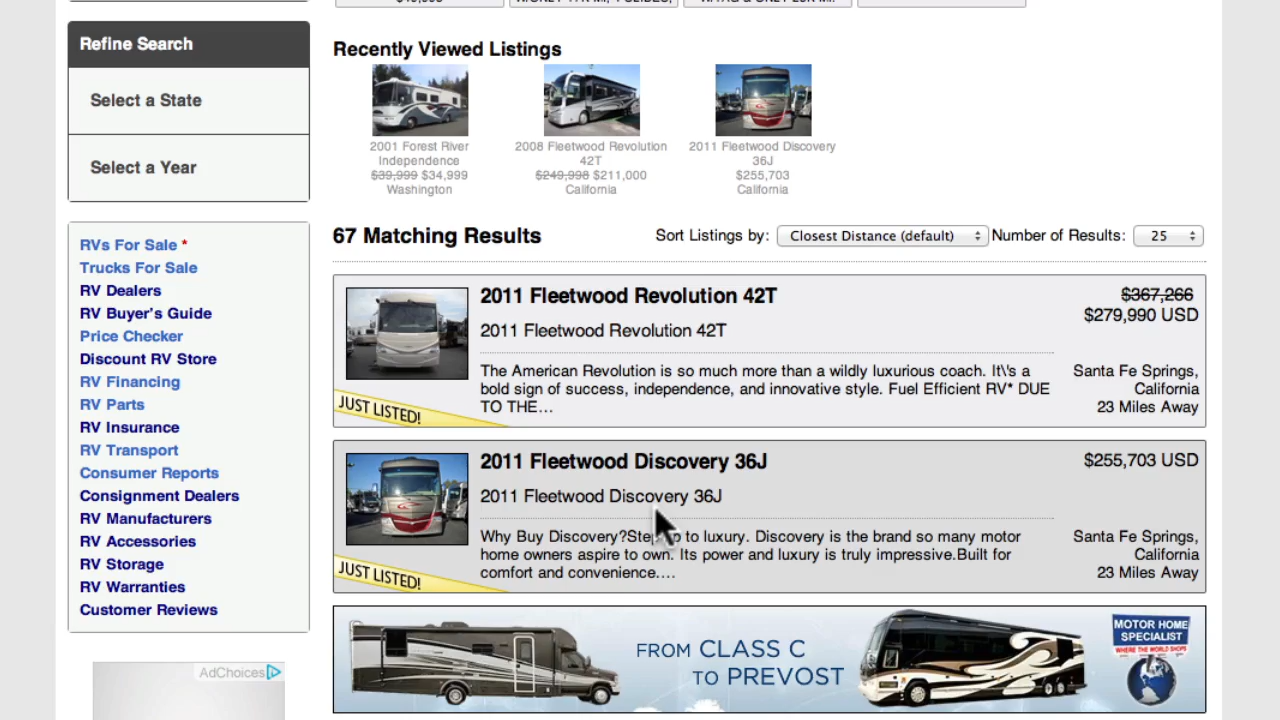 Refine Search
Select a State
Select a Year
RVs For Sale *
Trucks For Sale
RV Dealers
RV Buyer's Guide
Price Checker
Discount RV Store
RV Financing
RV Parts
RV Insurance
RV Transport
Consumer Reports
Consignment Dealers
RV Manufacturers
RV Accessories
RV Storage
RV Warranties
Customer Reviews
AdChoices
Recently Viewed Listings
2001 Forest River
Independence
$39,999 $34,999
Washington
2008 Fleetwood Revolution
42T
$249,998 $211,000
California
2011 Fleetwood Discovery
36J
$255,703
California
67 Matching Results
Sort Listings by: Closest Distance (default) Number of Results: 25
2011 Fleetwood Revolution 42T
2011 Fleetwood Revolution 42T
The American Revolution is so much more than a wildly luxurious coach. It\'s a
bold sign of success, independence, and innovative style. Fuel Efficient RV* DUE
TO THE...
$367,266
$279,990 USD
Santa Fe Springs,
California
23 Miles Away
JUST LISTED!
2011 Fleetwood Discovery 36J
2011 Fleetwood Discovery 36J
Why Buy Discovery? to luxury. Discovery is the brand so many motor
home owners aspire to own. Its power and luxury is truly impressive.Built for
comfort and convenience....
$255,703 USD
Santa Fe Springs,
California
23 Miles Away
JUST LISTED!
FROM CLASS C
TO PREVOST
MOTOR HOME
SPECIALIST
WHERE THE WORLD SHOPS